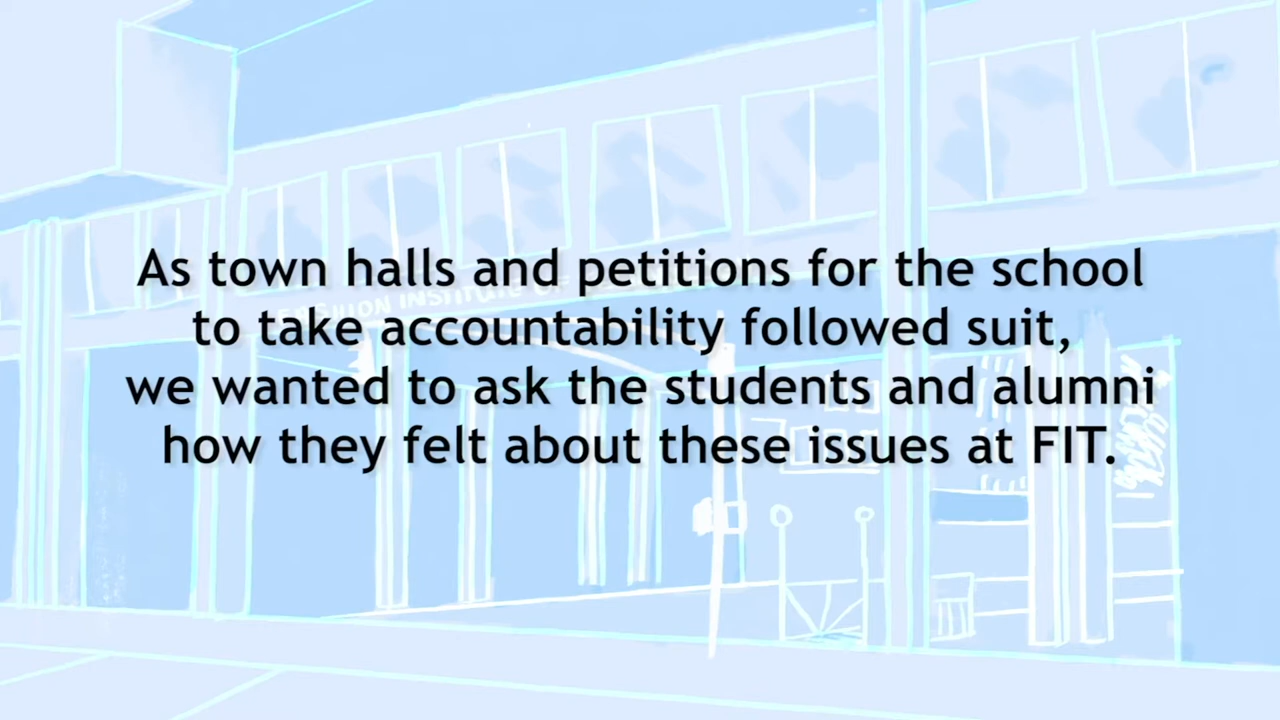 As town halls and petitions for the school
to take accountability followed suit,
we wanted to ask the students and alumni
how they felt about these issues at FIT.